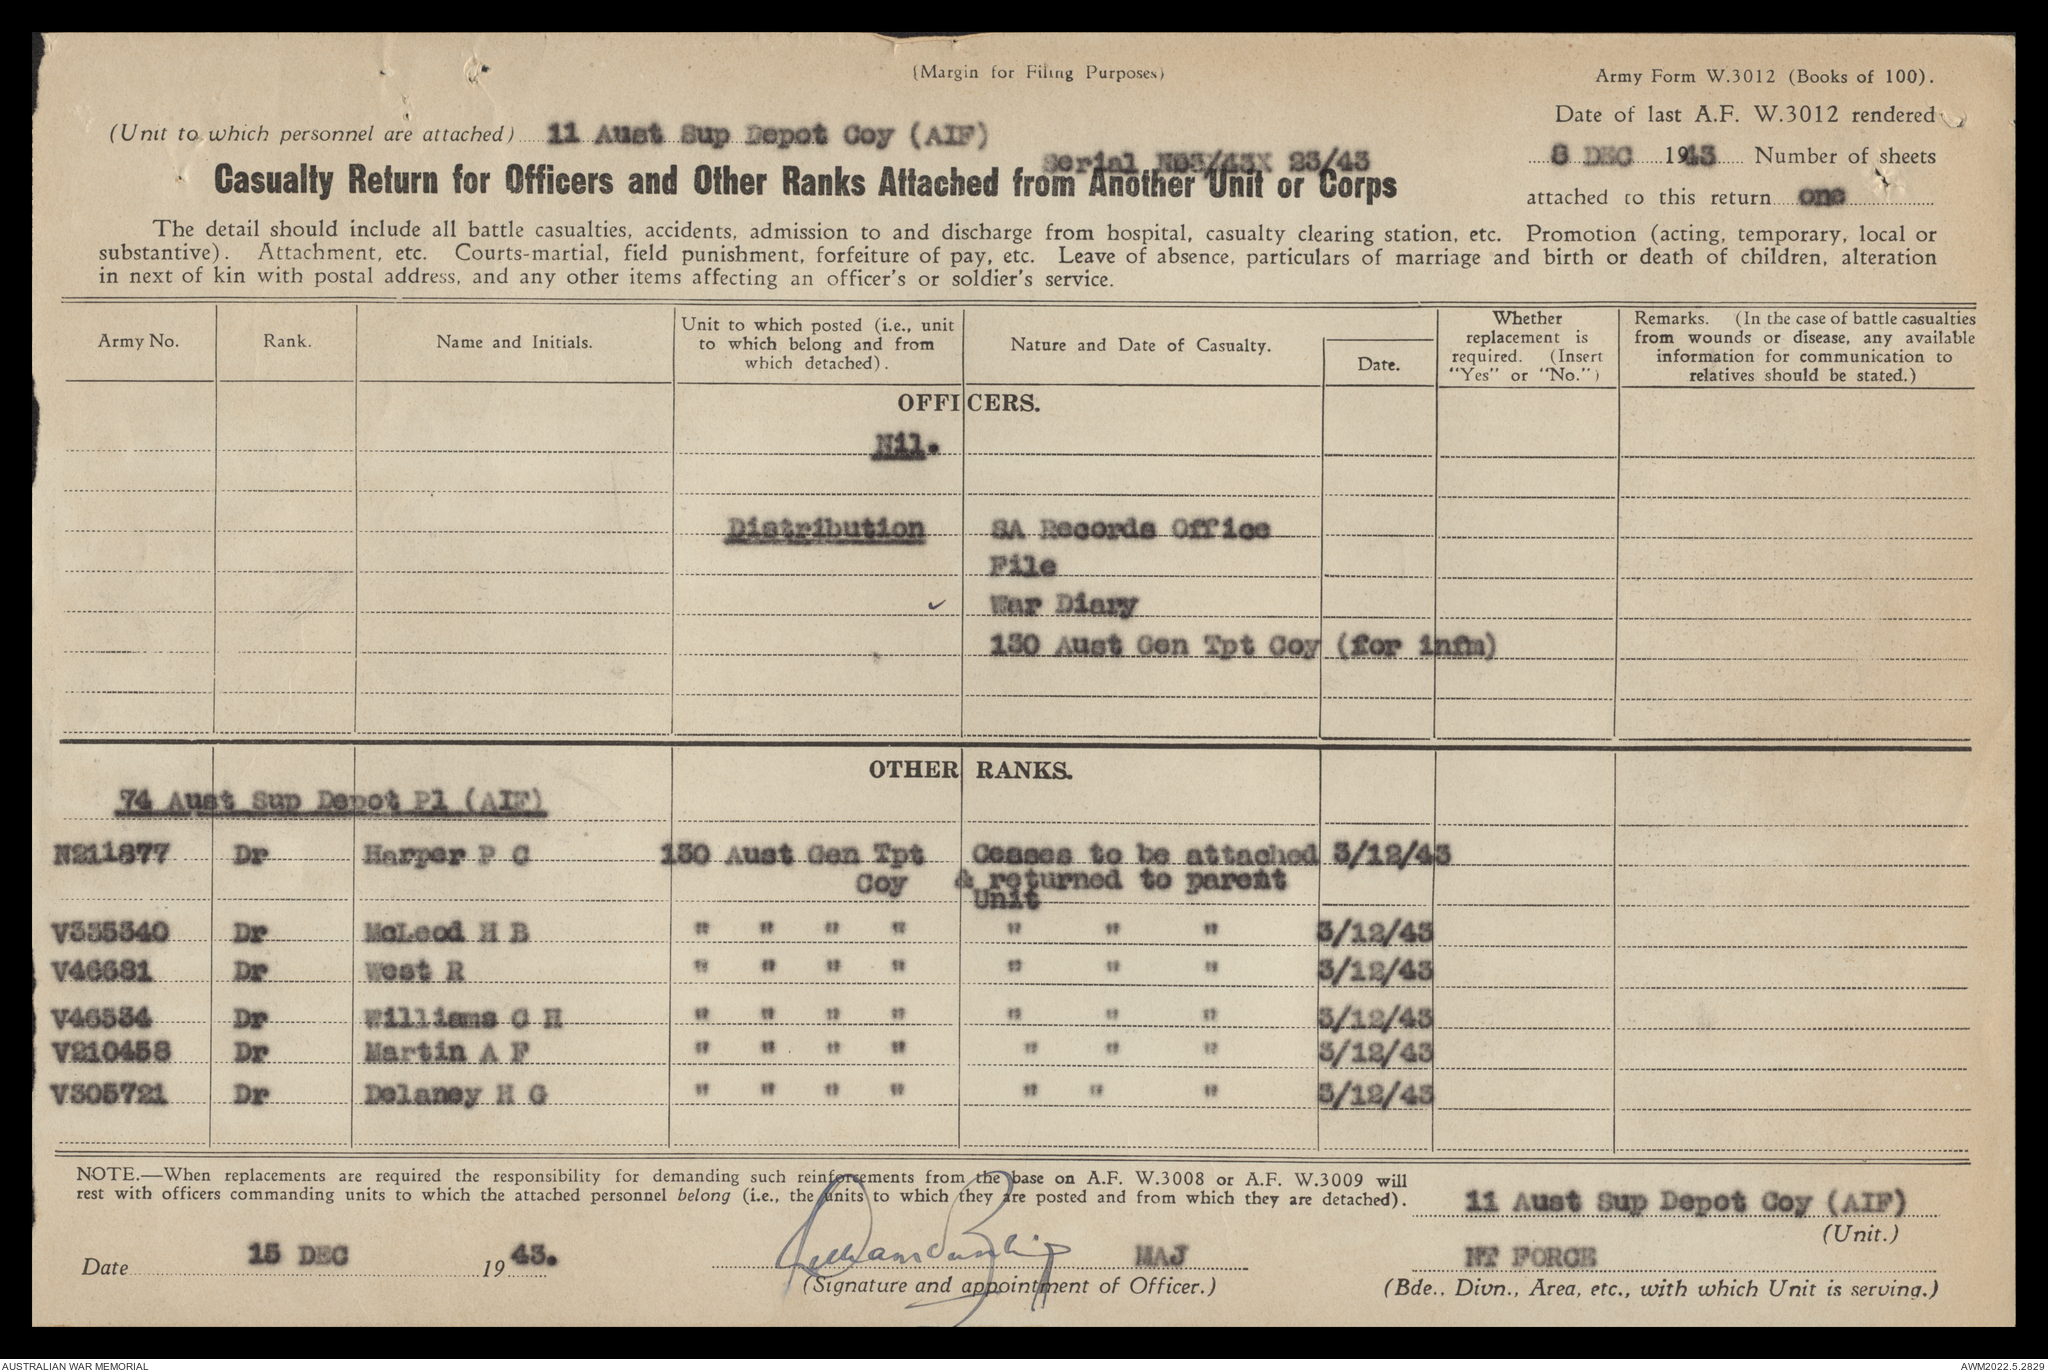 (Margin for Filing Purposes)
Army Form W.3012 (Books of 100).
Date of last A.F. W.3012 rendered
(Unit to which personnel are attached) 11 Aust Sup Depot Coy (AIF)
Serial 23/43
8 DEC 1943 Number of sheets
Casualty Return for Officers and Other Ranks Attached from Another Unit or Corps
attached to this return one
The detail should include all battle casualties, accidents, admission to and discharge from hospital, casualty clearing station, etc. Promotion (acting, temporary, local or
substantive). Attachment, etc. Courts-martial, field punishment, forfeiture of pay, etc. Leave of absence, particulars of marriage and birth or death of children, alteration
in next of kin with postal address, and any other items affecting an officer's or soldier's service.
Army No.
Rank.
Name and Initials.
Unit to which posted (i.e., unit
to which belong and from
which detached).
Nature and Date of Casualty.
Date.
Whether
replacement is
required. (Insert
"Yes" or "No.")
Remarks. (In the case of battle casualties
from wounds or disease, any available
information for communication to
relatives should be stated.)
OFFICERS.
Nil.
Distribution SA Records Office
File
✓ War Diary
130 Aust Gen Tpt Coy (for infm)
OTHER RANKS.
74 Aust Sup Depot Pl (AIF)
N211877 Dr Harper P C 130 Aust Gen Tpt Ceases to be attached 3/12/43
Coy & returned to parent
Unit
V335340 Dr McLeod H B " " " " " " " 3/12/43
V46681 Dr West R " " " " " " " 3/12/43
V46534 Dr Williams C H " " " " " " " 3/12/43
V210458 Dr Martin A F " " " " " " " 3/12/43
V305721 Dr Delaney H G " " " " " " " 3/12/43
NOTE.—When replacements are required the responsibility for demanding such reinforcements from the base on A.F. W.3008 or A.F. W.3009 will
rest with officers commanding units to which the attached personnel belong (i.e., the units to which they are posted and from which they are detached).
11 Aust Sup Depot Coy (AIF)
(Unit.)
Date 15 DEC 1943. MAJ NT FORCE
(Signature and appointment of Officer.)
(Bde., Divn., Area, etc., with which Unit is serving.)
AUSTRALIAN WAR MEMORIAL
AWM2022.5.2829